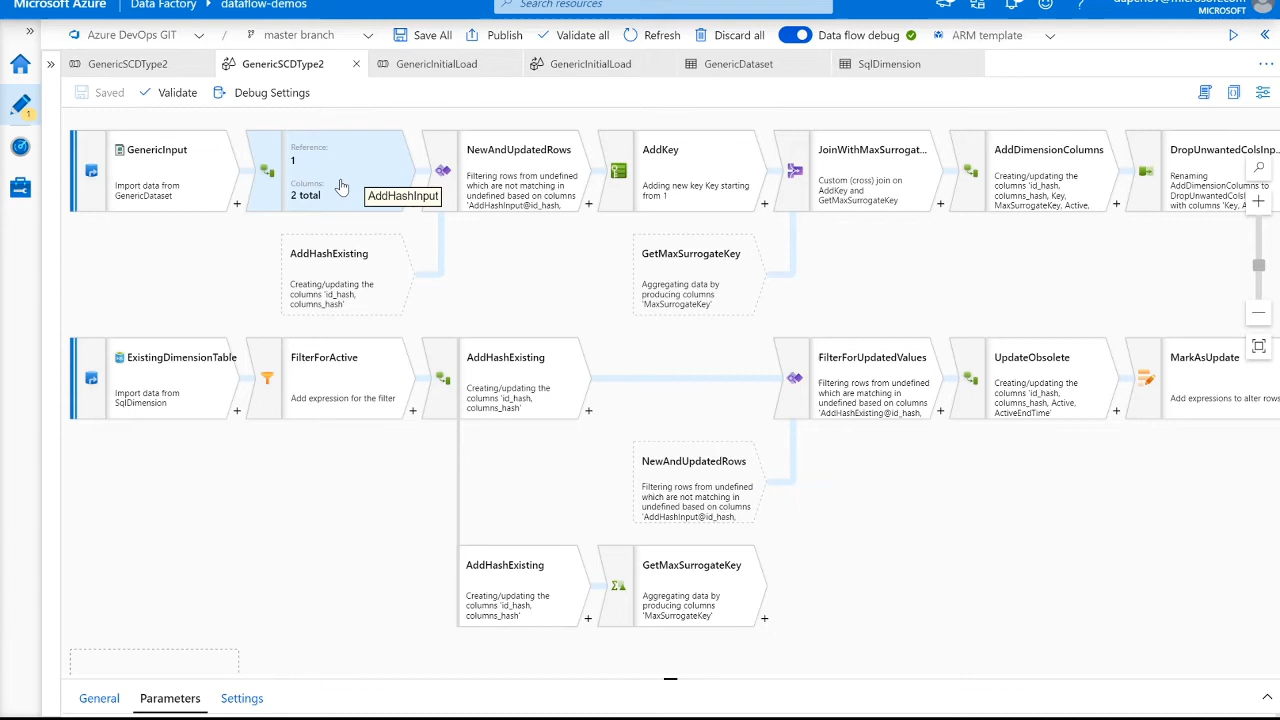 Microsoft Azure
Data Factory
dataflow-demos
Search resources
@microsoft.com
MICROSOFT
Azure DevOps GIT
master branch
Save All
Publish
Validate all
Refresh
Discard all
Data flow debug
ARM template
GenericSCDType2
GenericSCDType2
GenericInitialLoad
GenericInitialLoad
GenericDataset
SqlDimension
Saved
Validate
Debug Settings
1
GenericInput
Import data from
GenericDataset
+
Reference:
1
Columns:
2 total
AddHashInput
NewAndUpdatedRows
Filtering rows from undefined
which are not matching in
undefined based on columns
'AddHashInput@id_hash,
+
AddKey
Adding new key Key starting
from 1
+
JoinWithMaxSurrogat...
Custom (cross) join on
AddKey and
GetMaxSurrogateKey
+
AddDimensionColumns
Creating/updating the
columns 'id_hash,
columns_hash, Key,
MaxSurrogateKey, Active,
+
DropUnwantedColsInp...
Renaming
AddDimensionColumns to
DropUnwantedColsInp
with columns 'Key, A
AddHashExisting
Creating/updating the
columns 'id_hash,
columns_hash'
GetMaxSurrogateKey
Aggregating data by
producing columns
'MaxSurrogateKey'
ExistingDimensionTable
Import data from
SqlDimension
+
FilterForActive
Add expression for the filter
+
AddHashExisting
Creating/updating the
columns 'id_hash,
columns_hash'
+
FilterForUpdatedValues
Filtering rows from undefined
which are not matching in
undefined based on columns
'AddHashExisting@id_hash,
+
UpdateObsolete
Creating/updating the
columns 'id_hash,
columns_hash, Active,
ActiveEndTime'
+
MarkAsUpdate
Add expressions to alter rows
NewAndUpdatedRows
Filtering rows from undefined
which are not matching in
undefined based on columns
'AddHashInput@id_hash,
AddHashExisting
Creating/updating the
columns 'id_hash,
columns_hash'
+
GetMaxSurrogateKey
Aggregating data by
producing columns
'MaxSurrogateKey'
+
General
Parameters
Settings